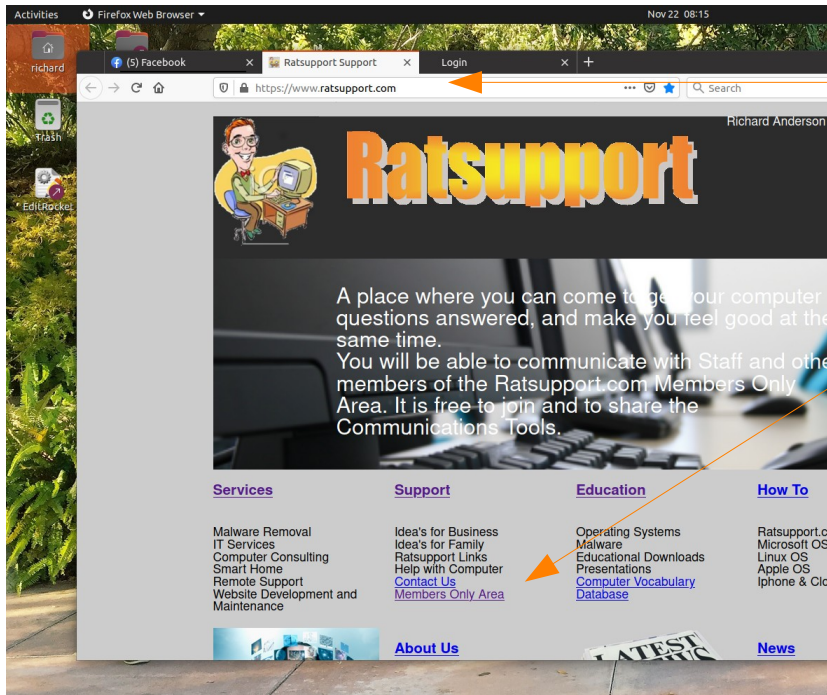 Activities
Firefox Web Browser
Nov 22 08:15
richard
Trash
EditRocket
(5) Facebook
Ratsupport Support
Login
https://www.ratsupport.com
Search
Richard Anderson
Ratsupport
A place where you can come to get your computer
questions answered, and make you feel good at the
same time.
You will be able to communicate with Staff and othe
members of the Ratsupport.com Members Only
Area. It is free to join and to share the
Communications Tools.
Services
Malware Removal
IT Services
Computer Consulting
Smart Home
Remote Support
Website Development and
Maintenance
Support
Idea's for Business
Idea's for Family
Ratsupport Links
Help with Computer
Contact Us
Members Only Area
Education
Operating Systems
Malware
Educational Downloads
Presentations
Computer Vocabulary
Database
How To
Ratsupport.c
Microsoft OS
Linux OS
Apple OS
Iphone & Clo
About Us
LATEST
News